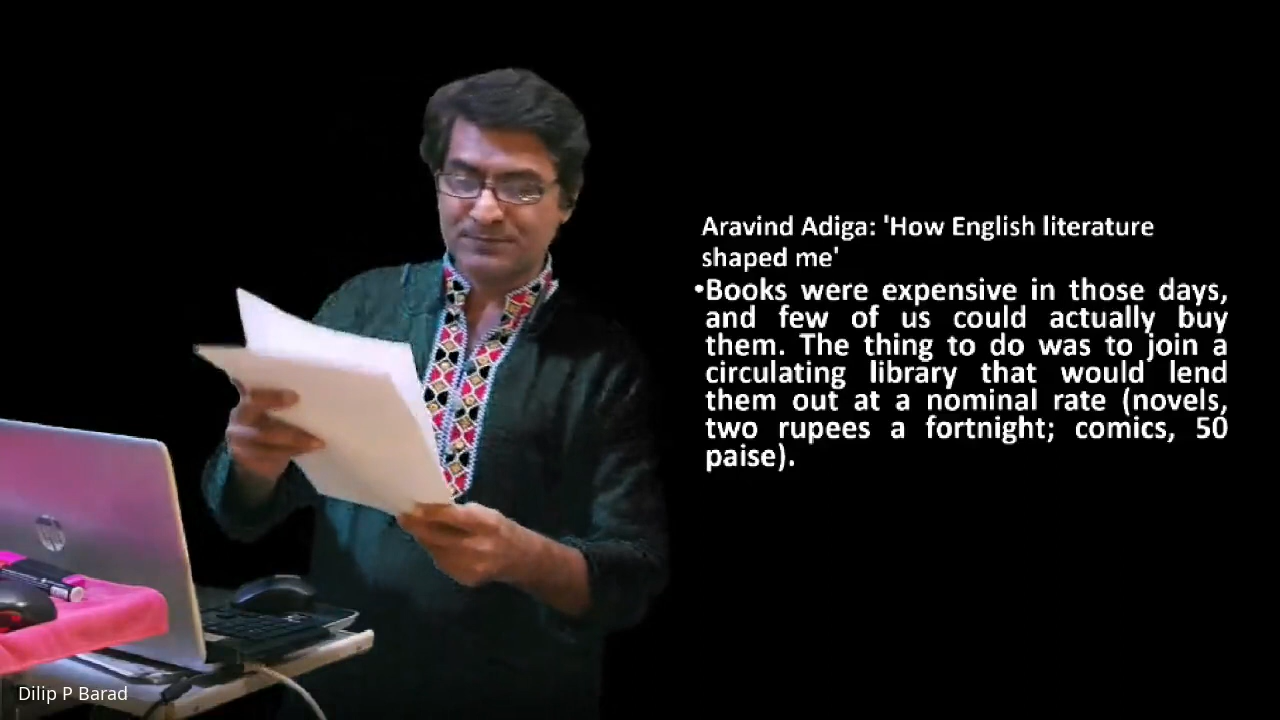 Aravind Adiga: 'How English literature
shaped me'
•Books were expensive in those days,
and few of us could actually buy
them. The thing to do was to join a
circulating library that would lend
them out at a nominal rate (novels,
two rupees a fortnight; comics, 50
paise).
hp
Dilip P Barad